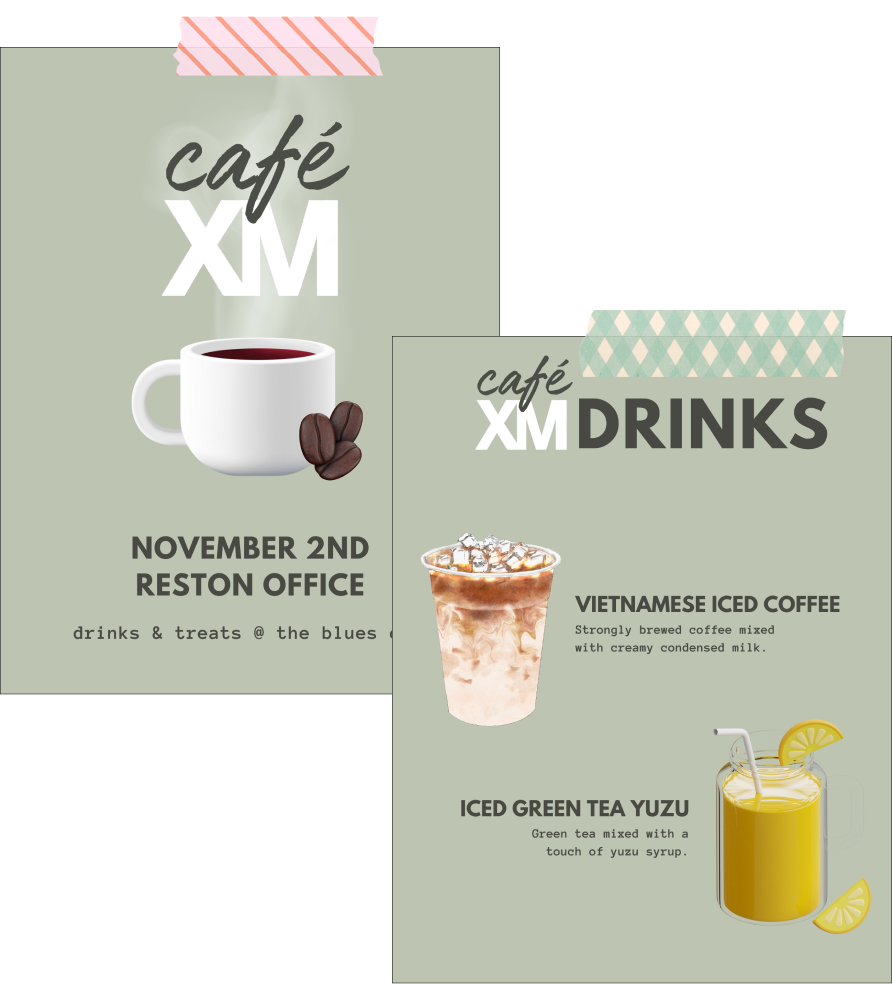 café
XM
NOVEMBER 2ND
RESTON OFFICE
drinks & treats @ the blues
café
XM DRINKS
VIETNAMESE ICED COFFEE
Strongly brewed coffee mixed
with creamy condensed milk.
ICED GREEN TEA YUZU
Green tea mixed with a
touch of yuzu syrup.